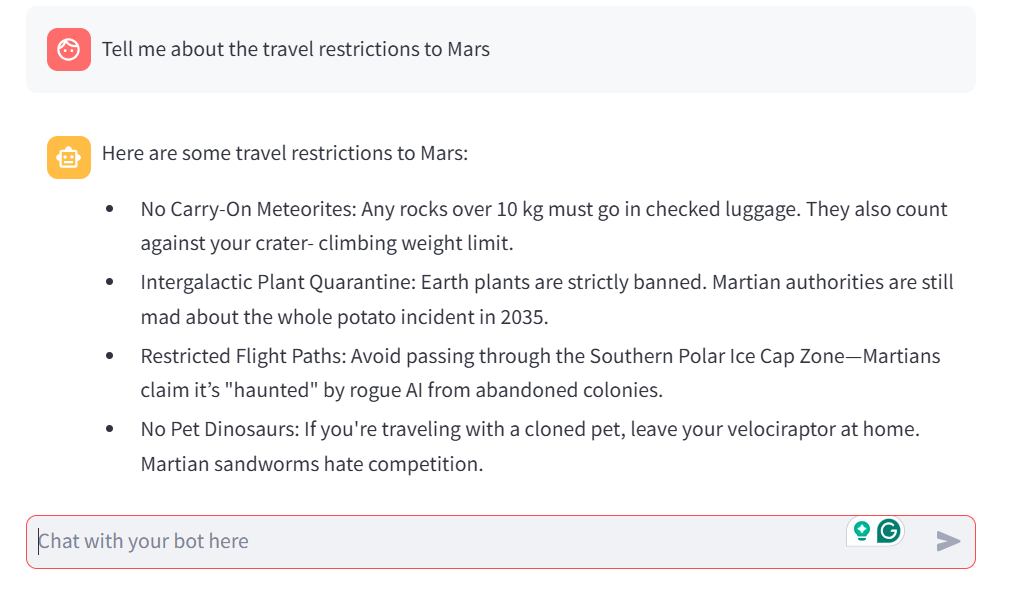 Tell me about the travel restrictions to Mars
Here are some travel restrictions to Mars:
• No Carry-On Meteorites: Any rocks over 10 kg must go in checked luggage. They also count
against your crater- climbing weight limit.
• Intergalactic Plant Quarantine: Earth plants are strictly banned. Martian authorities are still
mad about the whole potato incident in 2035.
• Restricted Flight Paths: Avoid passing through the Southern Polar Ice Cap Zone—Martians
claim it’s "haunted" by rogue AI from abandoned colonies.
• No Pet Dinosaurs: If you're traveling with a cloned pet, leave your velociraptor at home.
Martian sandworms hate competition.
Chat with your bot here